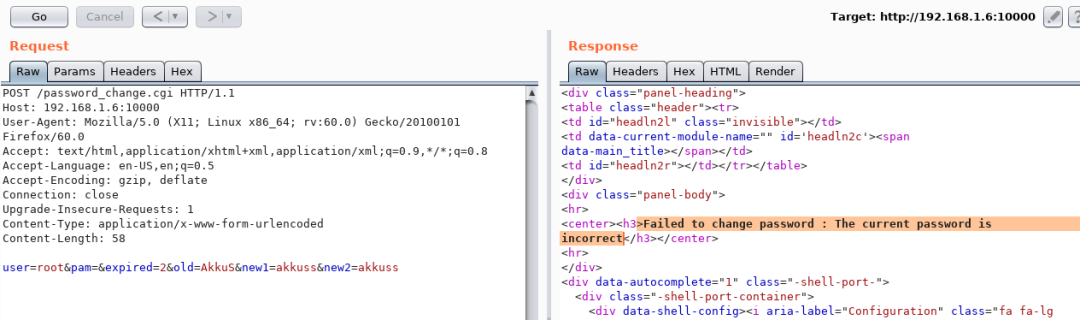 Go Cancel < ▼ > ▼ Target: http://192.168.1.6:10000
Request
Raw Params Headers Hex
POST /password_change.cgi HTTP/1.1
Host: 192.168.1.6:10000
User-Agent: Mozilla/5.0 (X11; Linux x86_64; rv:60.0) Gecko/20100101
Firefox/60.0
Accept: text/html,application/xhtml+xml,application/xml;q=0.9,*/*;q=0.8
Accept-Language: en-US,en;q=0.5
Accept-Encoding: gzip, deflate
Connection: close
Upgrade-Insecure-Requests: 1
Content-Type: application/x-www-form-urlencoded
Content-Length: 58
user=root&pam=&expired=2&old=AkkuS&new1=akkuss&new2=akkuss
Response
Raw Headers Hex HTML Render
<div class="panel-heading">
<table class="header"><tr>
<td id="headln2l" class="invisible"></td>
<td data-current-module-name="" id='headln2c'><span
data-main_title></span></td>
<td id="headln2r"></td></tr></table>
</div>
<div class="panel-body">
<hr>
<center><h3>Failed to change password : The current password is
incorrect</h3></center>
<hr>
</div>
<div data-autocomplete="1" class="-shell-port-">
<div class="-shell-port-container">
<div data-shell-config><i aria-label="Configuration" class="fa fa-lg